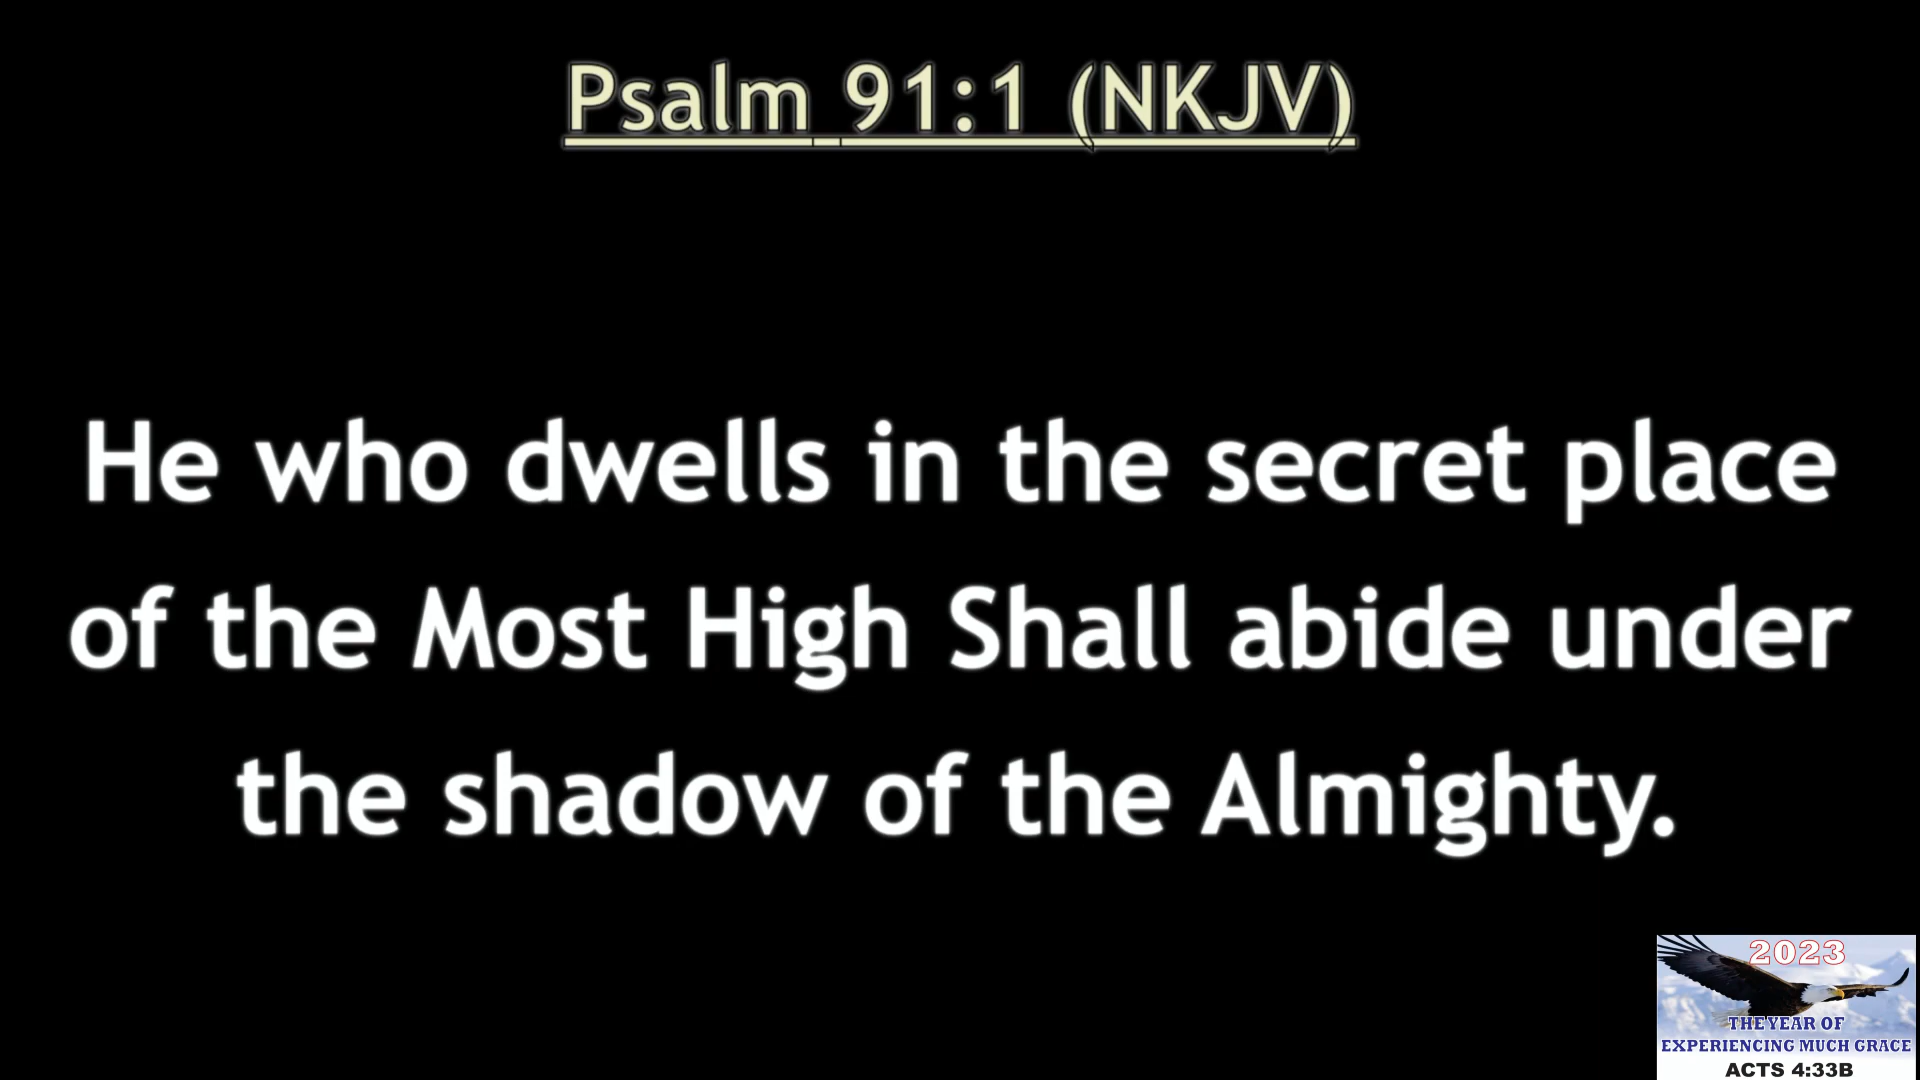 Psalm 91:1 (NKJV)
He who dwells in the secret place
of the Most High Shall abide under
the shadow of the Almighty.
2023
THE YEAR OF
EXPERIENCING MUCH GRACE
ACTS 4:33B